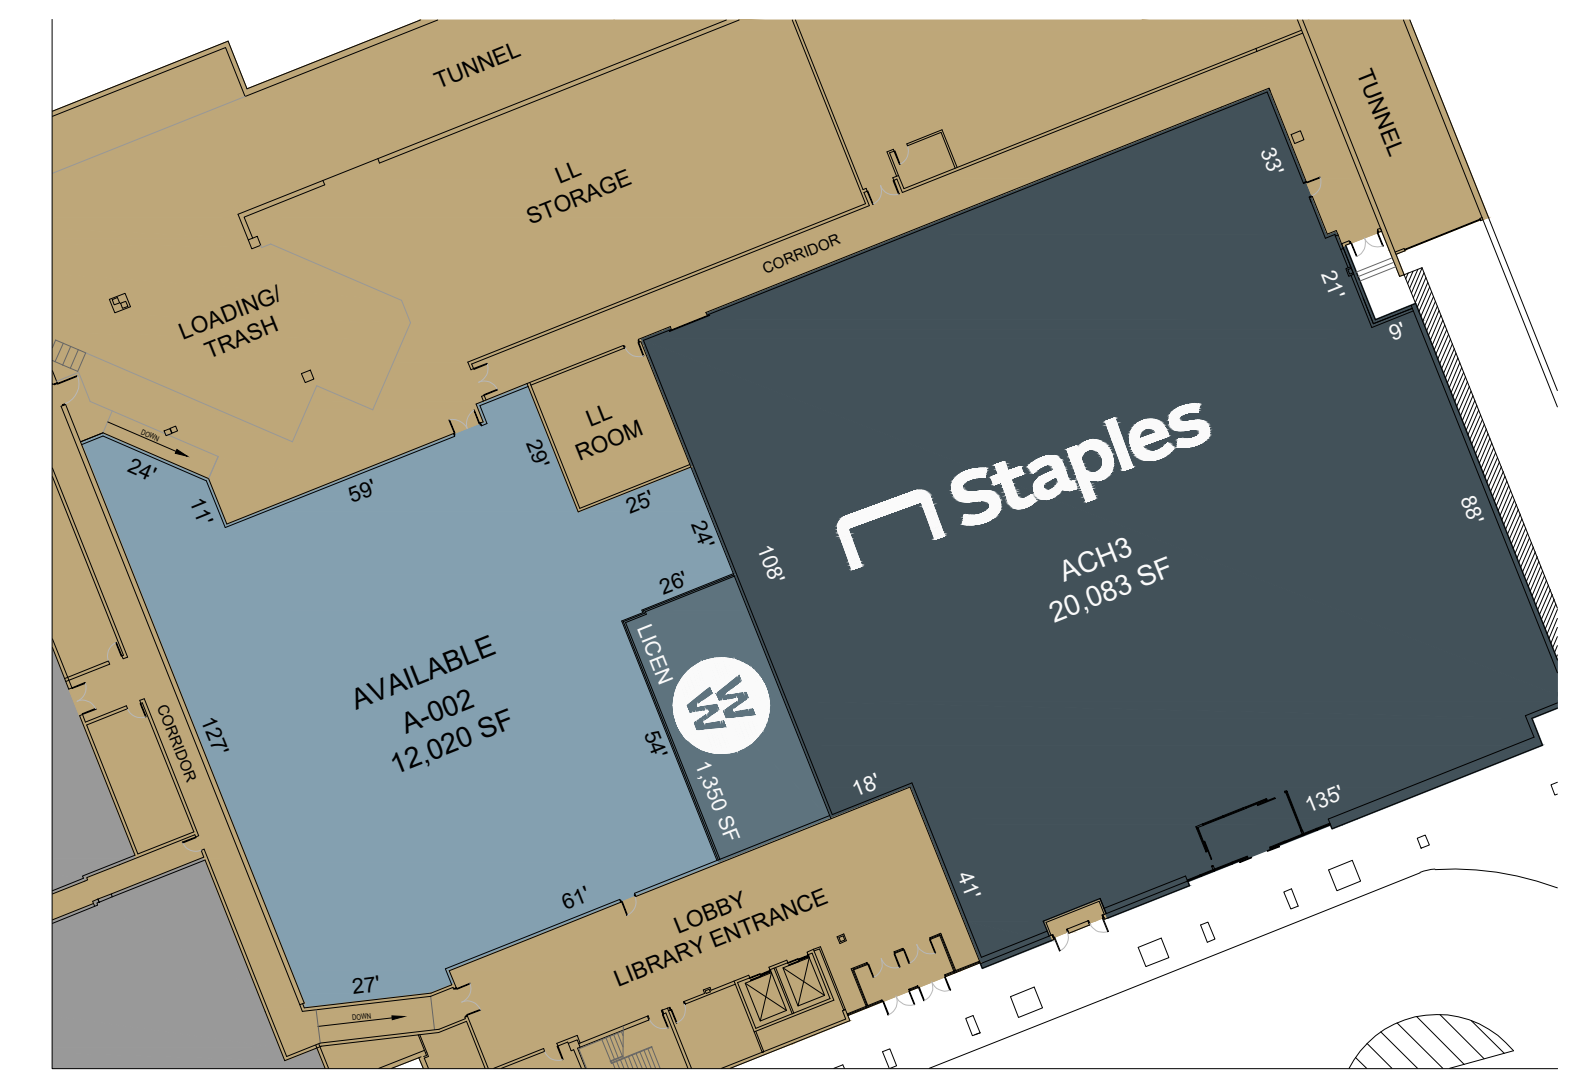 TUNNEL
TUNNEL
LL
STORAGE
33'
CORRIDOR
LOADING/
TRASH
21'
9'
LL
ROOM
DOWN
24'
11'
59'
29'
25'
24'
Staples
ACH3
20,083 SF
108'
88'
26'
LICEN
W
W
54'
1,350 SF
AVAILABLE
A-002
12,020 SF
127'
CORRIDOR
18'
135'
41'
61'
LOBBY
LIBRARY ENTRANCE
27'
DOWN